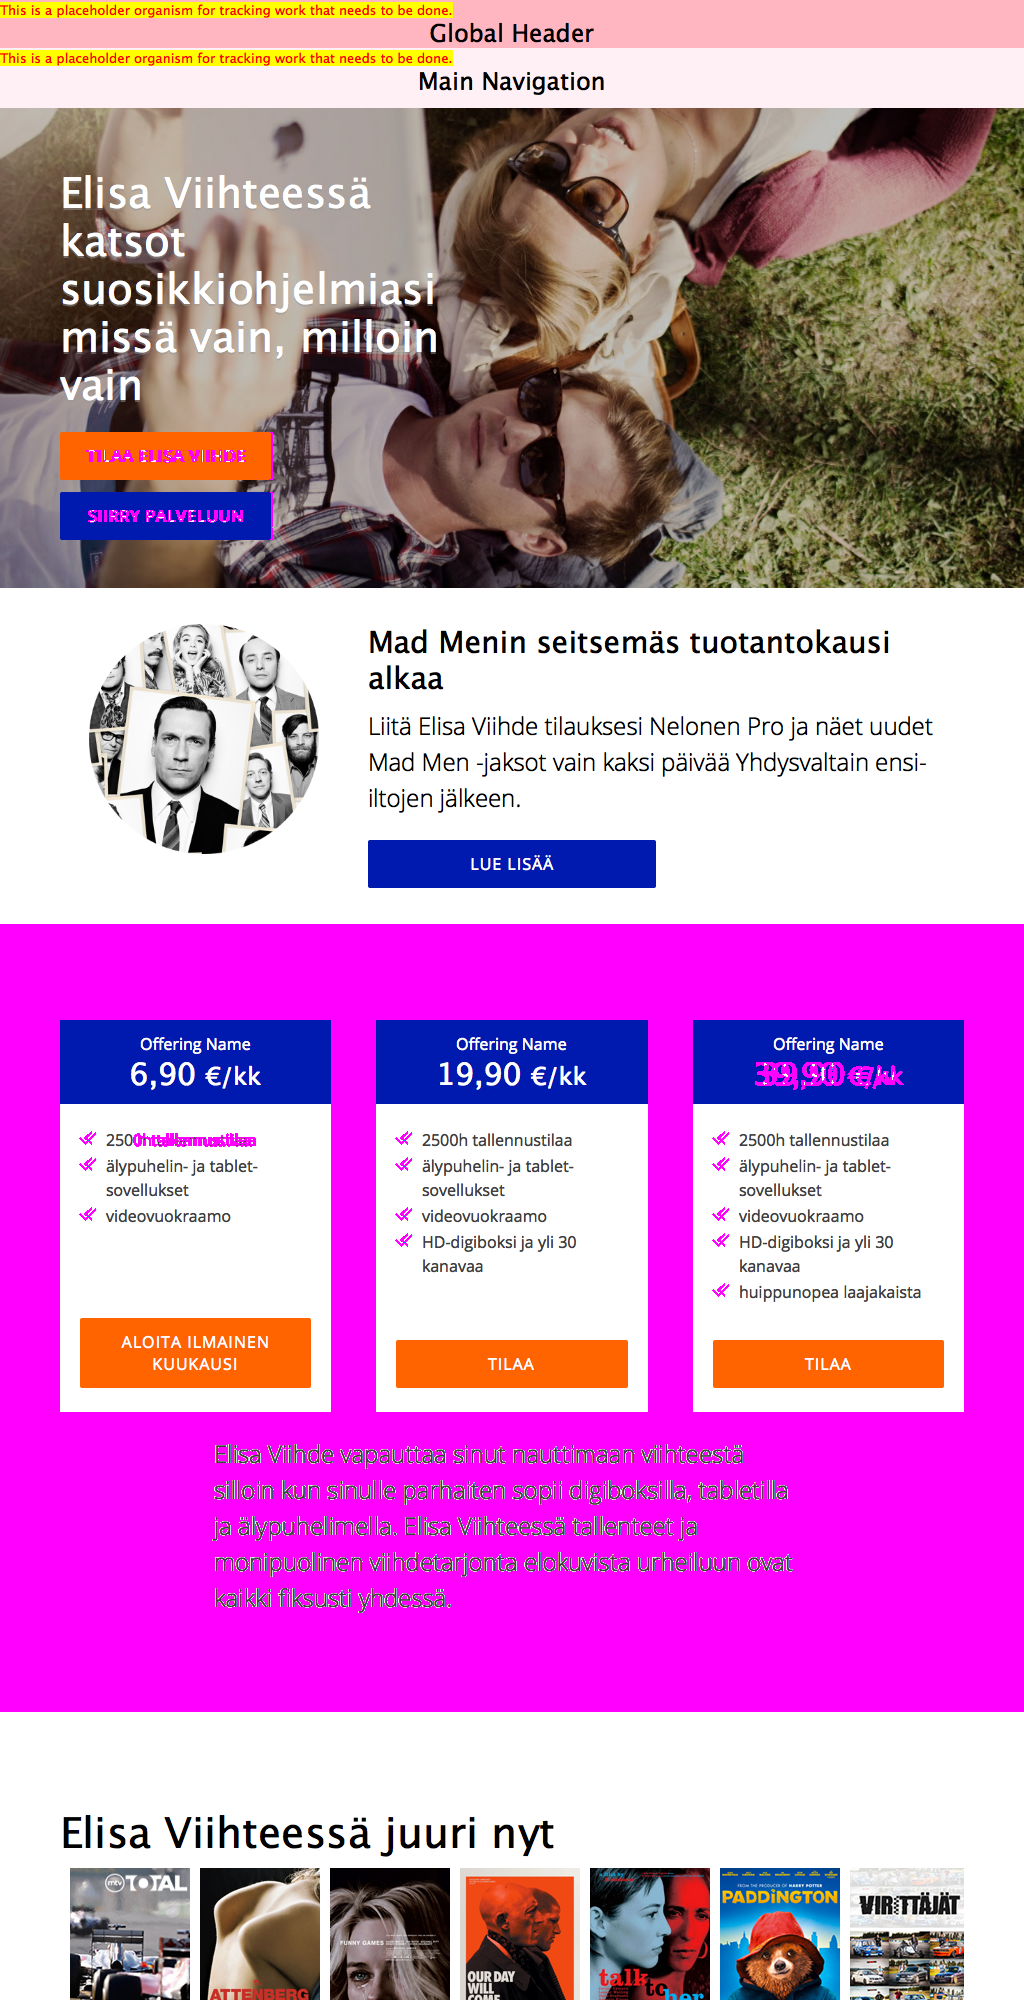 This is a placeholder organism for tracking work that needs to be done.
Global Header
This is a placeholder organism for tracking work that needs to be done.
Main Navigation
Elisa Viihteessä
katsot
suosikkiohjelmiasi
missä vain, milloin
vain
TILAA ELISA VIIHDE
SIIRRY PALVELUUN
Mad Menin seitsemäs tuotantokausi
alkaa
Liitä Elisa Viihde tilauksesi Nelonen Pro ja näet uudet
Mad Men -jaksot vain kaksi päivää Yhdysvaltain ensi-
iltojen jälkeen.
LUE LISÄÄ
Offering Name
6,90 €/kk
2500h tallennustilaa
älypuhelin- ja tablet-
sovellukset
videovuokraamo
ALOITA ILMAINEN
KUUKAUSI
Offering Name
19,90 €/kk
2500h tallennustilaa
älypuhelin- ja tablet-
sovellukset
videovuokraamo
HD-digiboksi ja yli 30
kanavaa
TILAA
Offering Name
€/kk
2500h tallennustilaa
älypuhelin- ja tablet-
sovellukset
videovuokraamo
HD-digiboksi ja yli 30
kanavaa
huippunopea laajakaista
TILAA
Elisa Viihde vapauttaa sinut nauttimaan viihteestä
silloin kun sinulle parhaiten sopii digiboksilla, tabletilla
ja älypuhelimella. Elisa Viihteessä tallenteet ja
monipuolinen viihdetarjonta elokuvista urheiluun ovat
kaikki fiksusti yhdessä.
Elisa Viihteessä juuri nyt
mtv TOTAL
ATTENBERG
FUNNY GAMES
OUR DAY
WILL
COME
talk
to
her
FROM THE PRODUCER OF HARRY POTTER
PADDINGTON
VIRITTÄJÄT